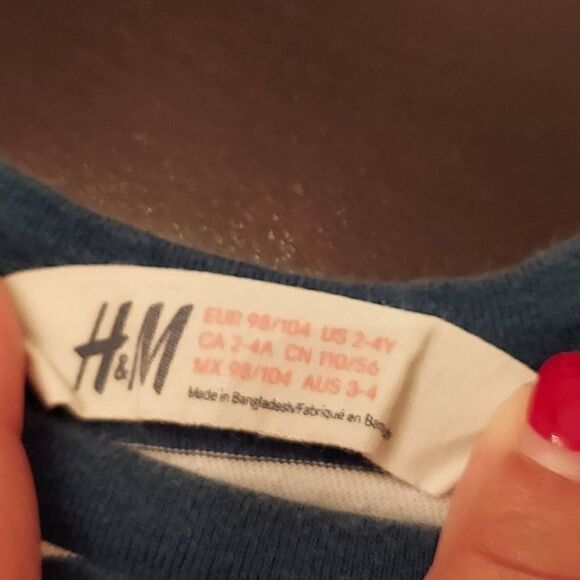 H&M
EUR 98/104 US 2-4Y
CA 2-4A CN 110/56
MX 98/104 AUS 3-4
Made in Bangladesh/Fabriqué en